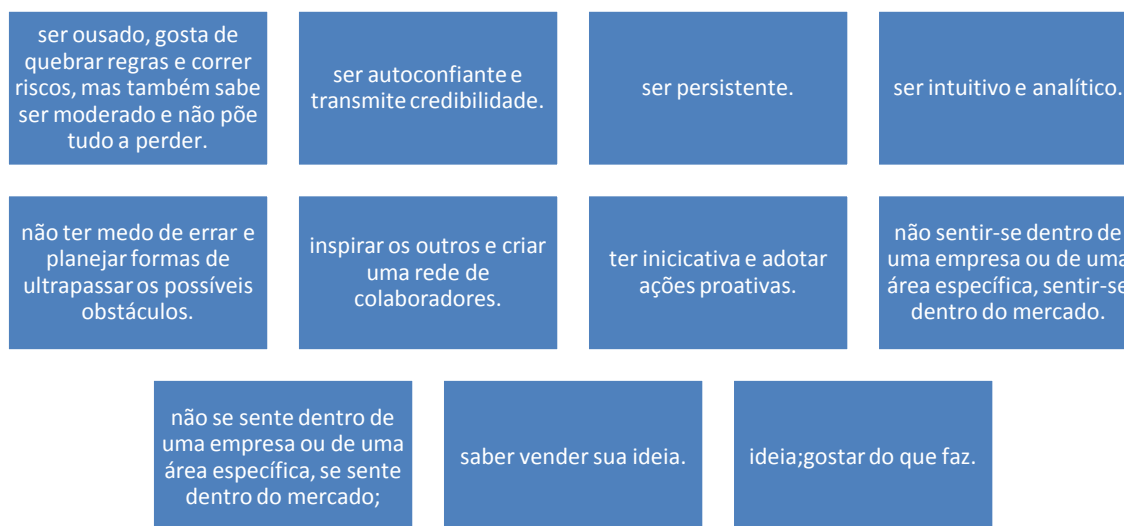 ser ousado, gosta de
quebrar regras e correr
riscos, mas também sabe
ser moderado e não põe
tudo a perder.
ser autoconfiante e
transmite credibilidade.
ser persistente.
ser intuitivo e analítico.
não ter medo de errar e
planejar formas de
ultrapassar os possíveis
obstáculos.
inspirar os outros e criar
uma rede de
colaboradores.
ter inicicativa e adotar
ações proativas.
não sentir-se dentro de
uma empresa ou de uma
área específica, sentir-se
dentro do mercado.
não se sente dentro de
uma empresa ou de uma
área específica, se sente
dentro do mercado;
saber vender sua ideia.
ideia;gostar do que faz.